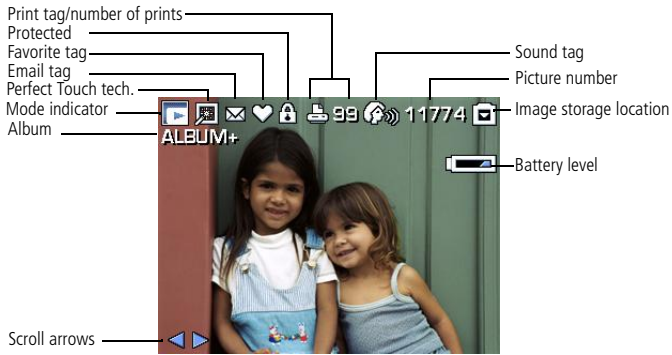 Print tag/number of prints
Protected
Favorite tag
Email tag
Perfect Touch tech.
Mode indicator
Album
Scroll arrows
99
11774
ALBUM+
Sound tag
Picture number
Image storage location
Battery level